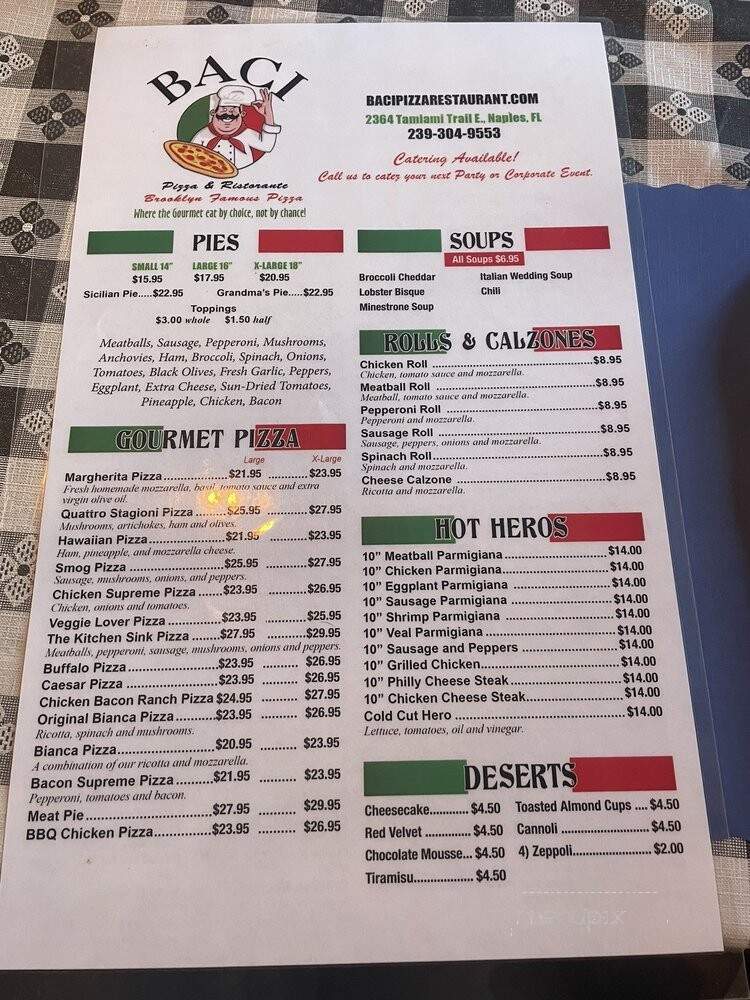 BACI
Pizza & Ristorante
Brooklyn Famous Pizza
Where the Gourmet eat by choice, not by chance!
BACIPIZZARESTAURANT.COM
2364 Tamiami Trail E., Naples, FL
239-304-9553
Catering Available!
Call us to cater your next Party or Corporate Event.
PIES
SMALL 14" LARGE 16" X-LARGE 18"
$15.95 $17.95 $20.95
Sicilian Pie.....$22.95 Grandma's Pie.....$22.95
Toppings
$3.00 whole $1.50 half
Meatballs, Sausage, Pepperoni, Mushrooms,
Anchovies, Ham, Broccoli, Spinach, Onions,
Tomatoes, Black Olives, Fresh Garlic, Peppers,
Eggplant, Extra Cheese, Sun-Dried Tomatoes,
Pineapple, Chicken, Bacon
GOURMET PIZZA
Large X-Large
Margherita Pizza...............$21.95 .........$23.95
Fresh homemade mozzarella, basil, tomato sauce and extra
virgin olive oil.
Quattro Stagioni Pizza ........$25.95 .........$27.95
Mushrooms, artichokes, ham and olives.
Hawaiian Pizza...................$21.95 .........$23.95
Ham, pineapple, and mozzarella cheese.
Smog Pizza ......................$25.95 .........$27.95
Sausage, mushrooms, onions, and peppers.
Chicken Supreme Pizza ......$23.95 .........$26.95
Chicken, onions and tomatoes.
Veggie Lover Pizza .............$23.95 .........$25.95
The Kitchen Sink Pizza .......$27.95 .........$29.95
Meatballs, pepperoni, sausage, mushrooms, onions and peppers.
Buffalo Pizza.....................$23.95 ......... $26.95
Caesar Pizza .....................$23.95 ......... $26.95
Chicken Bacon Ranch Pizza $24.95 ......... $27.95
Original Bianca Pizza..........$23.95 ......... $26.95
Ricotta, spinach and mushrooms.
Bianca Pizza.......................$20.95 ......... $23.95
A combination of our ricotta and mozzarella.
Bacon Supreme Pizza .........$21.95 ......... $23.95
Pepperoni, tomatoes and bacon.
Meat Pie............................$27.95 ......... $29.95
BBQ Chicken Pizza.............$23.95 ......... $26.95
SOUPS
All Soups $6.95
Broccoli Cheddar Italian Wedding Soup
Lobster Bisque Chili
Minestrone Soup
ROLLS & CALZONES
Chicken Roll ........................................$8.95
Chicken, tomato sauce and mozzarella.
Meatball Roll ........................................$8.95
Meatball, tomato sauce and mozzarella.
Pepperoni Roll .....................................$8.95
Pepperoni and mozzarella.
Sausage Roll ........................................$8.95
Sausage, peppers, onions and mozzarella.
Spinach Roll.........................................$8.95
Spinach and mozzarella.
Cheese Calzone ...................................$8.95
Ricotta and mozzarella.
HOT HEROS
10" Meatball Parmigiana.........................$14.00
10" Chicken Parmigiana..........................$14.00
10" Eggplant Parmigiana ........................$14.00
10" Sausage Parmigiana ........................$14.00
10" Shrimp Parmigiana ..........................$14.00
10" Veal Parmigiana ..............................$14.00
10" Sausage and Peppers ......................$14.00
10" Grilled Chicken.................................$14.00
10" Philly Cheese Steak..........................$14.00
10" Chicken Cheese Steak......................$14.00
Cold Cut Hero .......................................$14.00
Lettuce, tomatoes, oil and vinegar.
DESERTS
Cheesecake............ $4.50 Toasted Almond Cups .... $4.50
Red Velvet ............. $4.50 Cannoli .......................$4.50
Chocolate Mousse... $4.50 4) Zeppoli.....................$2.00
Tiramisu................. $4.50